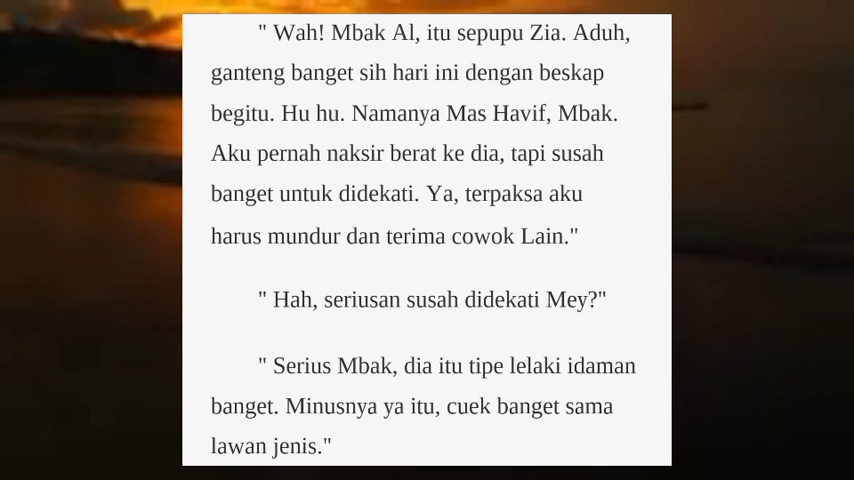 " Wah! Mbak Al, itu sepupu Zia. Aduh,
ganteng banget sih hari ini dengan beskap
begitu. Hu hu. Namanya Mas Havif, Mbak.
Aku pernah naksir berat ke dia, tapi susah
banget untuk didekati. Ya, terpaksa aku
harus mundur dan terima cowok Lain."
" Hah, seriusan susah didekati Mey?"
" Serius Mbak, dia itu tipe lelaki idaman
banget. Minusnya ya itu, cuek banget sama
lawan jenis."